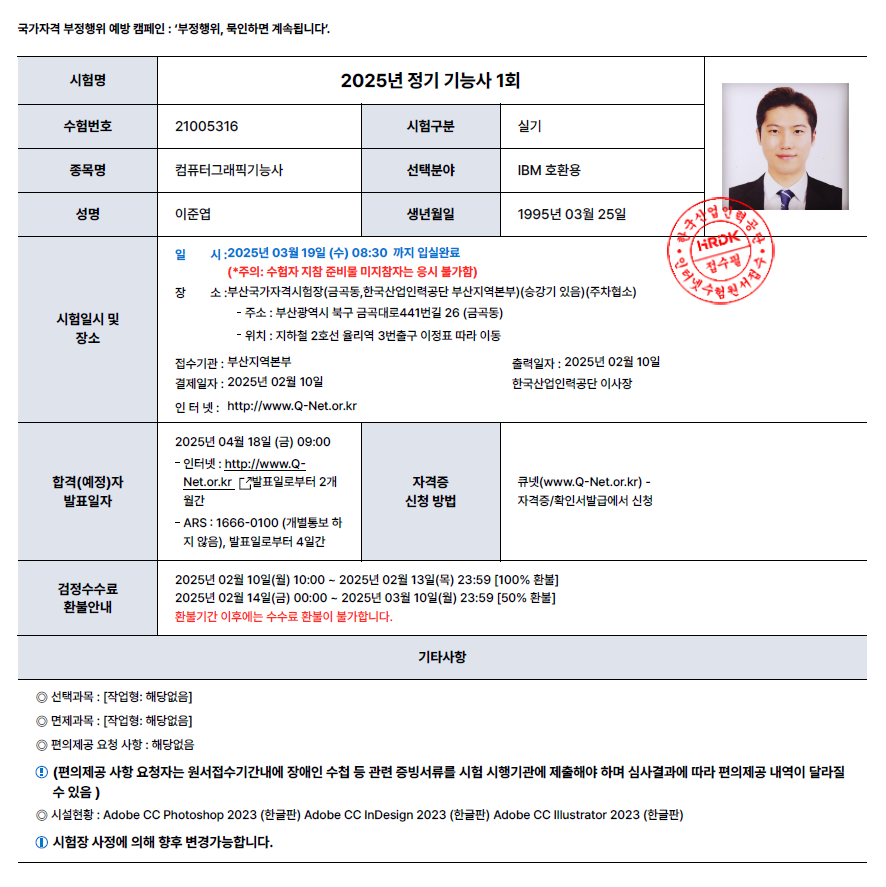 국가자격 부정행위 예방 캠페인 : ‘부정행위, 묵인하면 계속됩니다’.
시험명
2025년 정기 기능사 1회
수험번호
21005316
시험구분
실기
종목명
컴퓨터그래픽기능사
선택분야
IBM 호환용
성명
이준엽
생년월일
1995년 03월 25일
한국산업인력공단
HRDK
접수필
인터넷수험원서접수
시험일시 및
장소
일 시 :2025년 03월 19일 (수) 08:30 까지 입실완료
(*주의: 수험자 지참 준비물 미지참자는 응시 불가함)
장 소 :부산국가자격시험장(금곡동,한국산업인력공단 부산지역본부)(승강기 있음)(주차협소)
- 주소 : 부산광역시 북구 금곡대로441번길 26 (금곡동)
- 위치 : 지하철 2호선 율리역 3번출구 이정표 따라 이동
접수기관 : 부산지역본부
출력일자 : 2025년 02월 10일
결제일자 : 2025년 02월 10일
한국산업인력공단 이사장
인 터 넷 : http://www.Q-Net.or.kr
합격(예정)자
발표일자
2025년 04월 18일 (금) 09:00
- 인터넷 : http://www.Q-
Net.or.kr 발표일로부터 2개
월간
- ARS : 1666-0100 (개별통보 하
지 않음), 발표일로부터 4일간
자격증
신청 방법
큐넷(www.Q-Net.or.kr) -
자격증/확인서발급에서 신청
검정수수료
환불안내
2025년 02월 10일(월) 10:00 ~ 2025년 02월 13일(목) 23:59 [100% 환불]
2025년 02월 14일(금) 00:00 ~ 2025년 03월 10일(월) 23:59 [50% 환불]
환불기간 이후에는 수수료 환불이 불가합니다.
기타사항
◎ 선택과목 : [작업형: 해당없음]
◎ 면제과목 : [작업형: 해당없음]
◎ 편의제공 요청 사항 : 해당없음
(편의제공 사항 요청자는 원서접수기간내에 장애인 수첩 등 관련 증빙서류를 시험 시행기관에 제출해야 하며 심사결과에 따라 편의제공 내역이 달라질
수 있음 )
◎ 시설현황 : Adobe CC Photoshop 2023 (한글판) Adobe CC InDesign 2023 (한글판) Adobe CC Illustrator 2023 (한글판)
시험장 사정에 의해 향후 변경가능합니다.